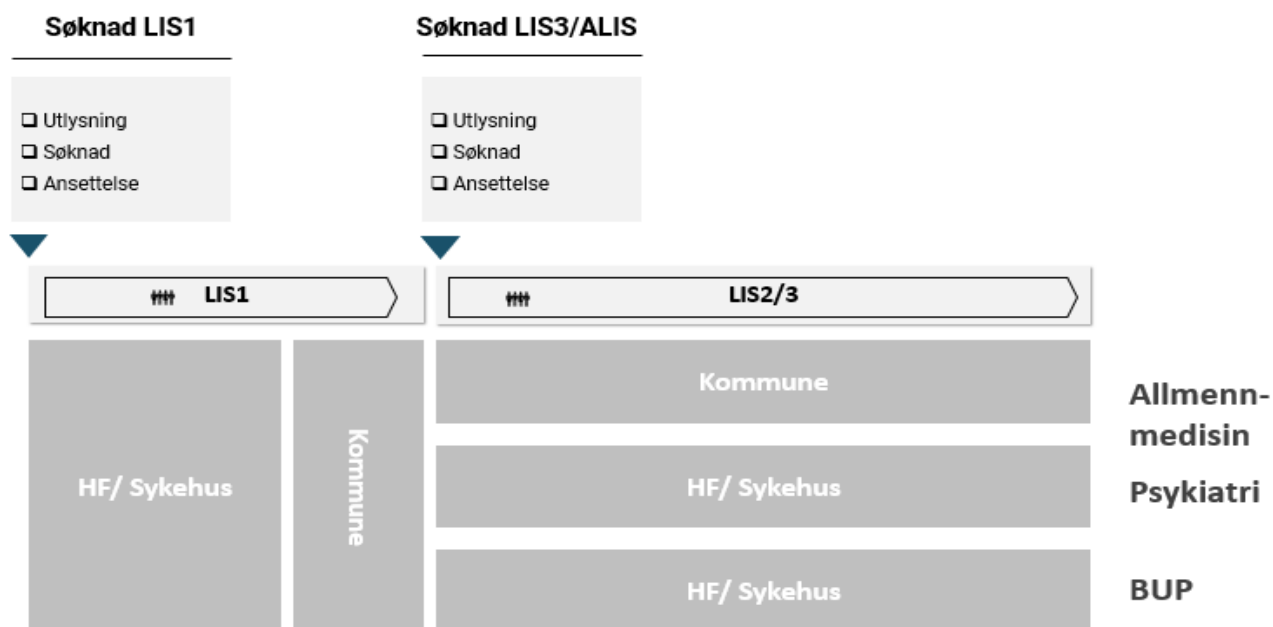 Søknad LIS1
Søknad LIS3/ALIS
Utlysning
Søknad
Ansettelse
Utlysning
Søknad
Ansettelse
LIS1
LIS2/3
HF/ Sykehus
Kommune
Kommune
HF/ Sykehus
HF/ Sykehus
Allmenn-
medisin
Psykiatri
BUP